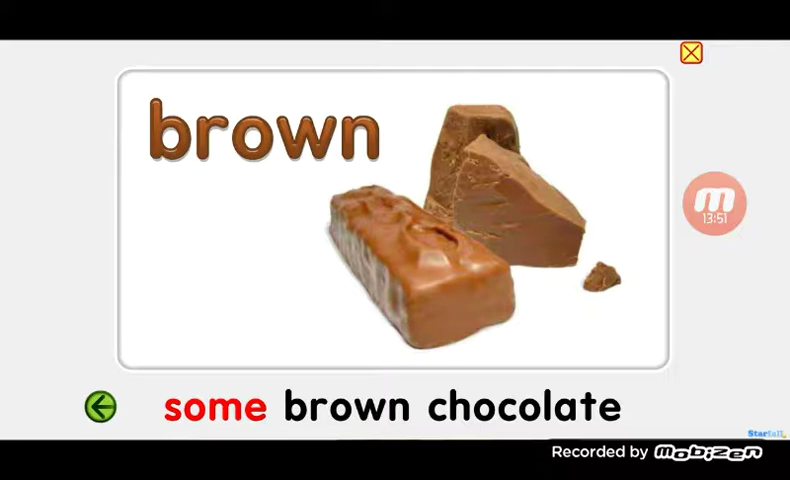 brown
13:51
some brown chocolate
Starfall
Recorded by mobizen